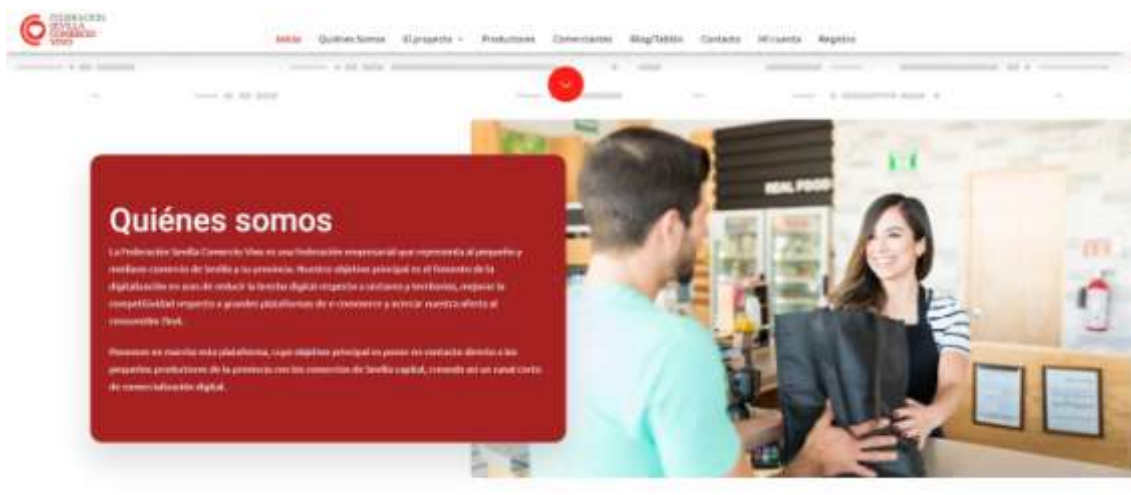 FEDERACIÓN
SEVILLA
COMERCIO
VIVO
Inicio Quiénes Somos El proyecto Productores Comerciantes Blog/Tablón Contacto Mi cuenta Registro
REAL FOOD
Quiénes somos
La Federación Sevilla Comercio Vivo es una federación empresarial que representa al pequeño y
mediano comercio de Sevilla y su provincia. Nuestro objetivo principal es el fomento de la
digitalización en aras de reducir la brecha digital respecto a sectores y territorios, mejorar la
competitividad respecto a grandes plataformas de e-commerce y acercar nuestra oferta al
consumidor final.
Ponemos en marcha esta plataforma, cuyo objetivo principal es poner en contacto directo a los
pequeños productores de la provincia con los comercios de Sevilla capital, creando así un canal corto
de comercialización digital.